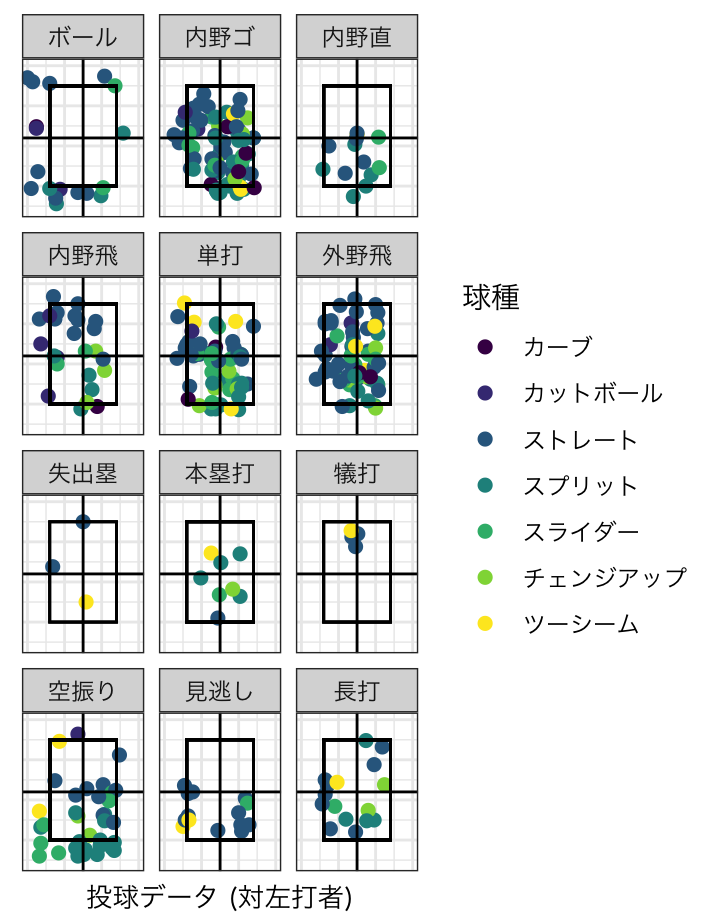 ボール 内野ゴ 内野直
内野飛 単打 外野飛
失出塁 本塁打 犠打
空振り 見逃し 長打
球種
カーブ
カットボール
ストレート
スプリット
スライダー
チェンジアップ
ツーシーム
投球データ (対左打者)